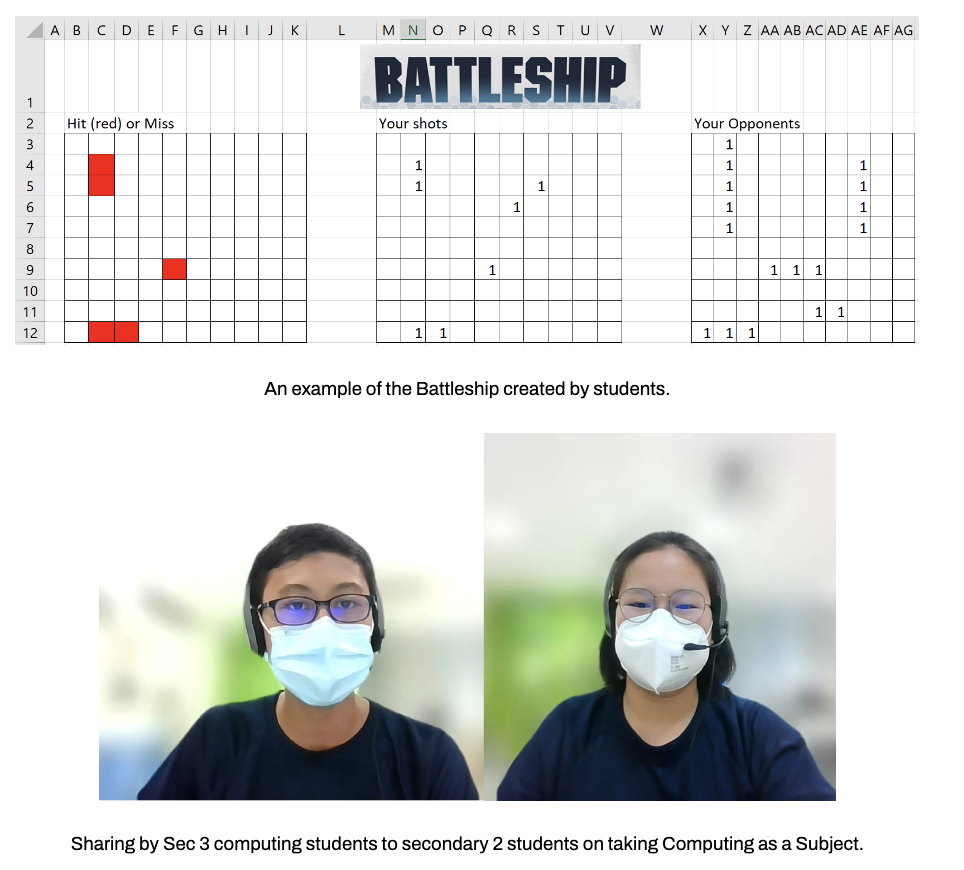 A B C D E F G H I J K L M N O P Q R S T U V W X Y Z AA AB AC AD AE AF AG
1 BATTLESHIP
2 Hit (red) or Miss Your shots Your Opponents
3 1
4 1 1 1
5 1 1 1 1
6 1 1 1
7 1 1
8
9 1 1 1 1
10
11 1 1
12 1 1 1 1 1
An example of the Battleship created by students.
Sharing by Sec 3 computing students to secondary 2 students on taking Computing as a Subject.